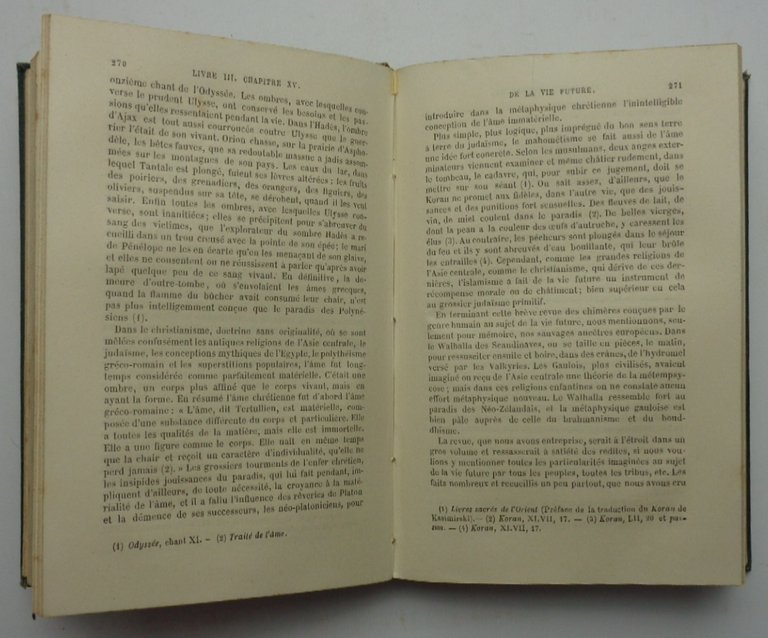 270
LIVRE III. CHAPITRE XV.
onzième chant de l'Odyssée. Les ombres, avec lesquelles con-
verse le prudent Ulysse, ont conservé les besoins et les pas-
sions qu'elles ressentaient pendant la vie. Dans l'Hadès, l'ombre
d'Ajax est tout aussi courroucée contre Ulysse que le guer-
rier l'était de son vivant. Orion chasse, sur la prairie d'Aspho-
dèle, les bêtes fauves, que sa redoutable massue a jadis assom-
mées sur les montagnes de son pays. Les eaux du lac, dans
lequel Tantale est plongé, fuient ses lèvres altérées : les fruits
des poiriers, des grenadiers, des orangers, des figuiers, des
oliviers, suspendus sur sa tête, se dérobent, quand il les veut
saisir. Enfin toutes les ombres, avec lesquelles Ulysse con-
verse, sont inanitiées ; elles se précipitent pour s'abreuver du
sang des victimes, que l'explorateur du sombre Hadès a re-
cueilli dans un trou creusé avec la pointe de son épée ; le mari
de Pénélope ne les en écarte qu'en les menaçant de son glaive,
et elles ne consentent ou ne réussissent à parler qu'après avoir
lapé quelque peu de ce sang vivant. En définitive, la de-
meure d'outre-tombe, où s'envolaient les âmes grecques,
quand la flamme du bûcher avait consumé leur chair, n'est
pas plus intelligemment conçue que le paradis des Polyné-
siens (1).
Dans le christianisme, doctrine sans originalité, où se sont
mêlées confusément les antiques religions de l'Asie centrale, le
judaïsme, les conceptions mythiques de l'Egypte, le polythéisme
gréco-romain et les superstitions populaires, l'âme fut long-
temps considérée comme parfaitement matérielle. C'était une
ombre, un corps plus affiné que le corps vivant, mais en
ayant la forme. En résumé l'âme chrétienne fut d'abord l'âme
gréco-romaine : « L'âme, dit Tertullien, est matérielle, com-
posée d'une substance différente du corps et particulière. Elle
a toutes les qualités de la matière, mais elle est immortelle.
Elle a une figure comme le corps. Elle naît en même temps
que la chair et reçoit un caractère d'individualité, qu'elle ne
perd jamais (2). » Les grossiers tourments de l'enfer chrétien,
les insipides jouissances du paradis, qui lui fait pendant, im-
pliquent d'ailleurs, de toute nécessité, la croyance à la maté-
rialité de l'âme, et il a fallu l'influence des rêveries de Platon
et la démence de ses successeurs, les néo-platoniciens, pour
(1) Odyssée, chant XI. — (2) Traité de l'âme.
DE LA VIE FUTURE.
271
introduire dans la métaphysique chrétienne l'inintelligible
conception de l'âme immatérielle.
Plus simple, plus logique, plus imprégné du bon sens terre
à terre du judaïsme, le mahométisme se fait aussi de l'âme
une idée fort concrète. Selon les musulmans, deux anges exter-
minateurs viennent examiner et même châtier rudement, dans
le tombeau, le cadavre, qui, pour subir ce jugement, doit se
mettre sur son séant (1). On sait assez, d'ailleurs, que le
Koran ne promet aux fidèles, dans l'autre vie, que des jouis-
sances et des punitions fort sensuelles. Des fleuves de lait, de
vin, de miel coulent dans le paradis (2). De belles vierges,
dont la peau a la couleur des œufs d'autruche, y caressent les
élus (3). Au contraire, les pécheurs sont plongés dans le séjour
du feu et ils y sont abreuvés d'eau bouillante, qui leur brûle
les entrailles (4). Cependant, comme les grandes religions de
l'Asie centrale, comme le christianisme, qui dérive de ces der-
nières, l'islamisme a fait de la vie future un instrument de
récompense morale ou de châtiment ; bien supérieur en cela
au grossier judaïsme primitif.
En terminant cette brève revue des chimères conçues par le
genre humain au sujet de la vie future, nous mentionnons, seu-
lement pour mémoire, nos sauvages ancêtres européens. Dans
le Walhalla des Scandinaves, on se taille en pièces, le matin,
pour ressusciter ensuite et boire, dans des crânes, de l'hydromel
versé par les Valkyries. Les Gaulois, plus civilisés, avaient
imaginé ou reçu de l'Asie centrale une théorie de la métempsy-
cose ; mais dans ces religions enfantines on ne constate aucun
effort métaphysique nouveau. Le Walhalla ressemble fort au
paradis des Néo-Zélandais, et la métaphysique gauloise est
bien pâle auprès de celle du brahmanisme et du boud-
dhisme.
La revue, que nous avons entreprise, serait à l'étroit dans un
gros volume et ressasserait à satiété des redites, si nous vou-
lions y mentionner toutes les particularités imaginées au sujet
de la vie future par tous les peuples, toutes les tribus, etc. Les
faits nombreux et recueillis un peu partout, que nous avons cru
(1) Livres sacrés de l'Orient (Préface de la traduction du Koran de
Kasimirski). — (2) Koran, XLVII, 17. — (3) Koran, LII, 20 et pas-
sim. — (4) Koran, XLVII, 17.